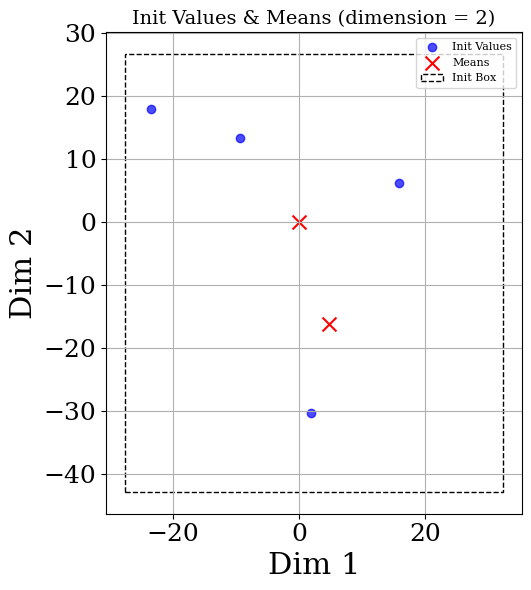 Init Values & Means (dimension = 2)
Init Values
Means
Init Box
30
20
10
0
−10
−20
−30
−40
Dim 2
−20 0 20
Dim 1